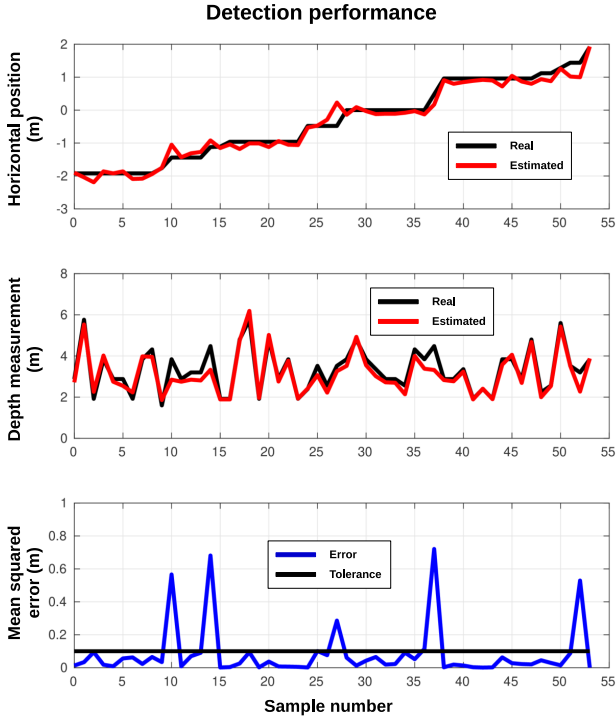 Detection performance
Horizontal position
(m)
2
1
0
-1
-2
-3
Real
Estimated
0 5 10 15 20 25 30 35 40 45 50 55
Depth measurement
(m)
8
6
4
2
0
Real
Estimated
0 5 10 15 20 25 30 35 40 45 50 55
Mean squared
error (m)
1
0.8
0.6
0.4
0.2
0
Error
Tolerance
0 5 10 15 20 25 30 35 40 45 50 55
Sample number